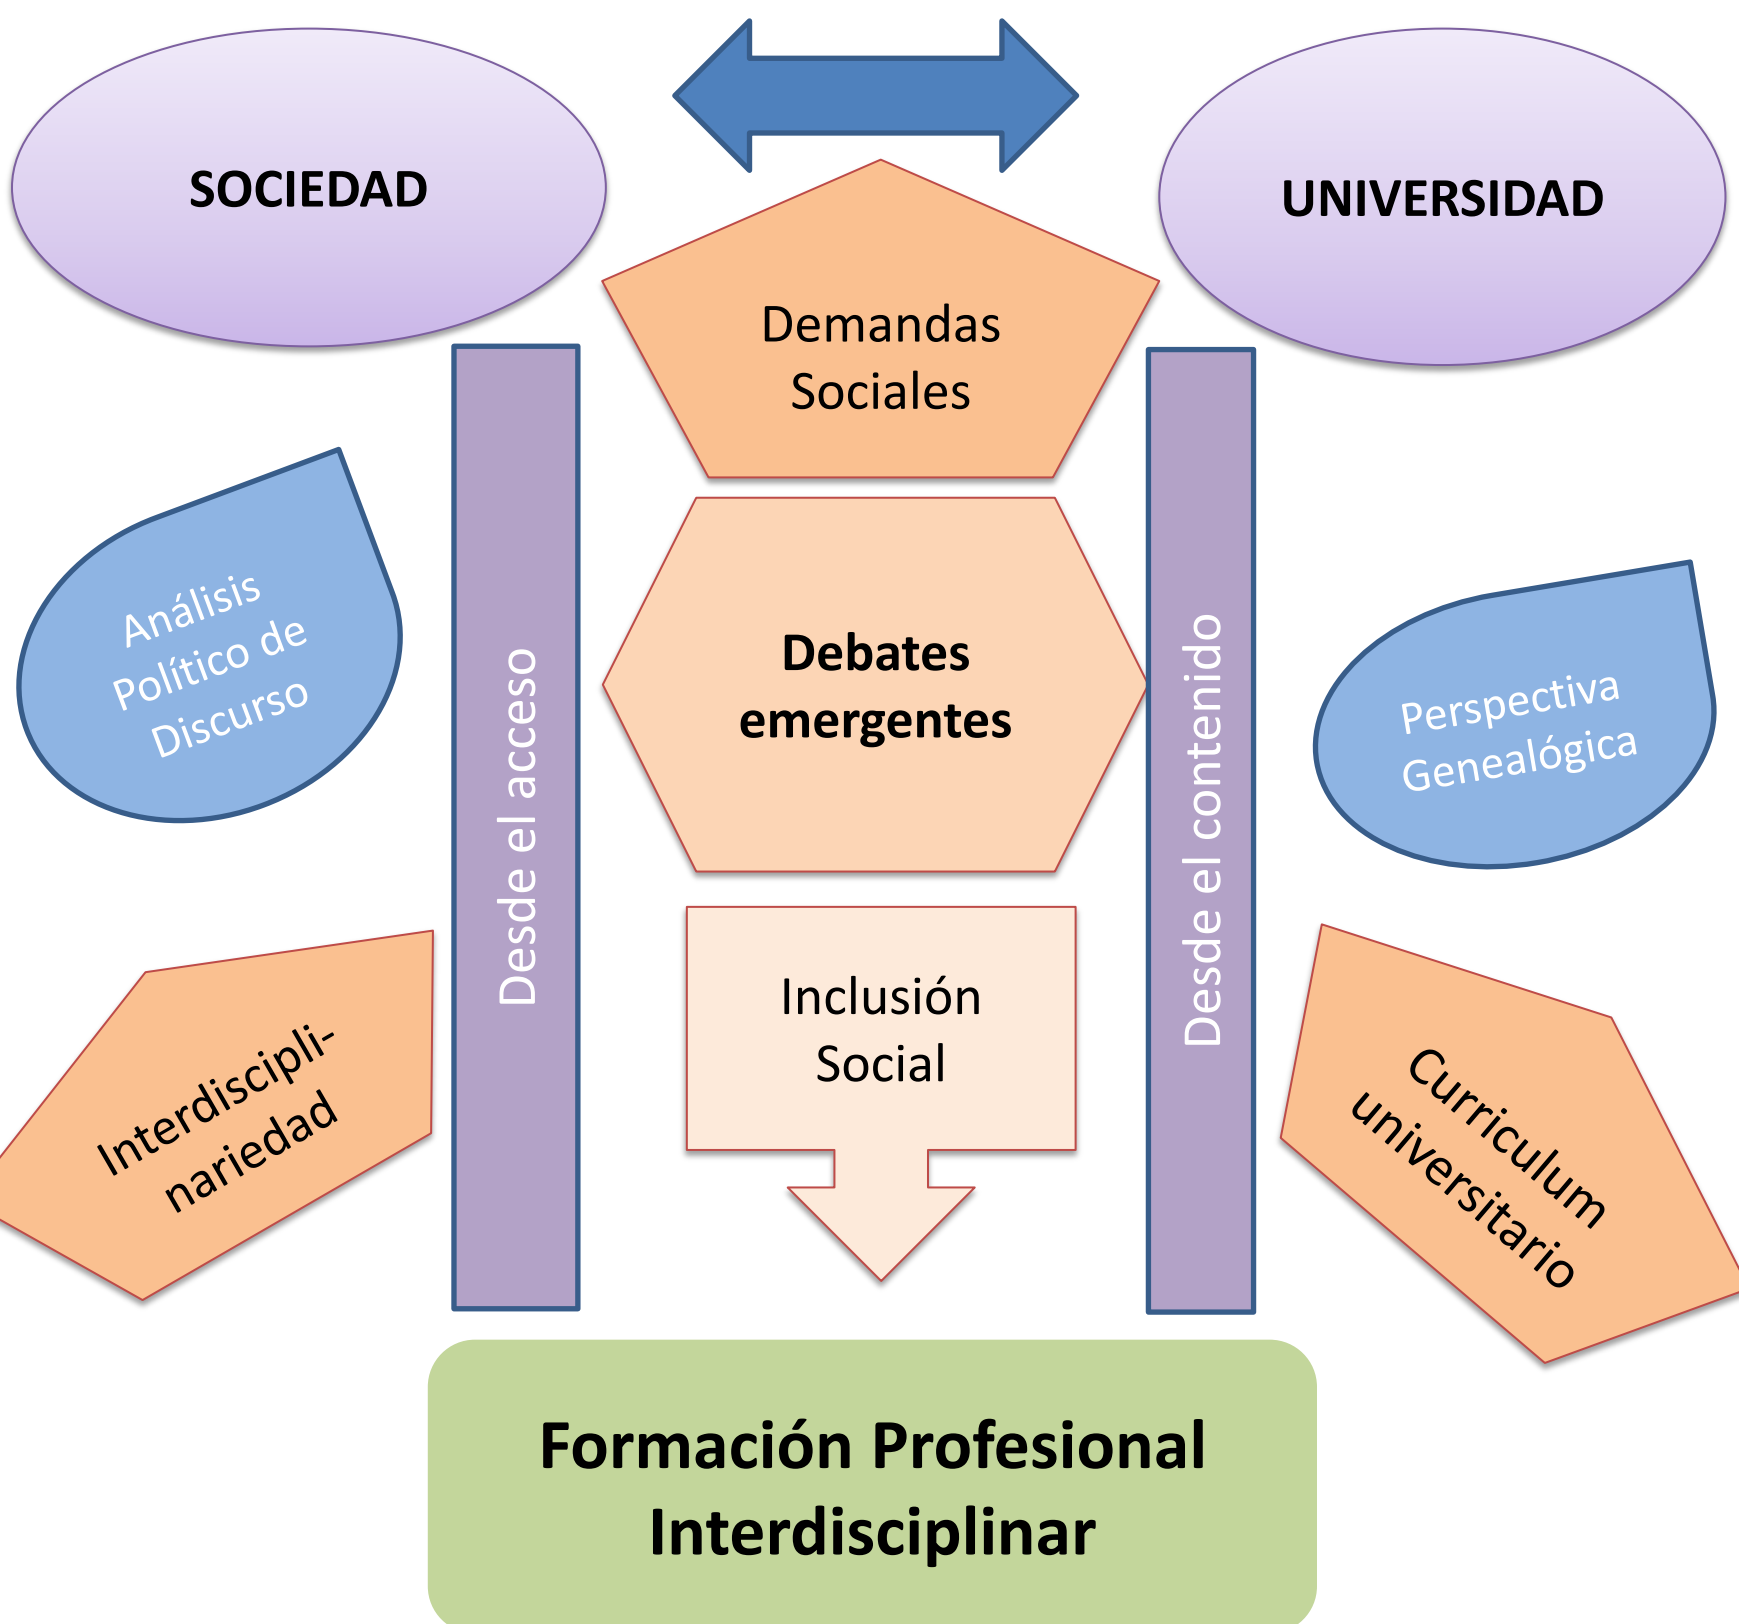 SOCIEDAD
UNIVERSIDAD
Demandas
Sociales
Análisis
Político de
Discurso
Desde el acceso
Debates
emergentes
Desde el contenido
Perspectiva
Genealógica
Interdiscipli-
nariedad
Inclusión
Social
Curriculum
universitario
Formación Profesional
Interdisciplinar